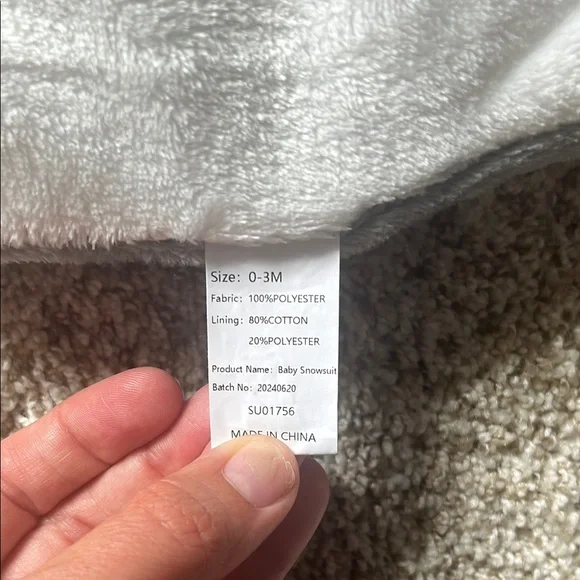 Size: 0-3M
Fabric: 100%POLYESTER
Lining: 80%COTTON
20%POLYESTER
Product Name: Baby Snowsuit
Batch No: 20240620
SU01756
MADE IN CHINA